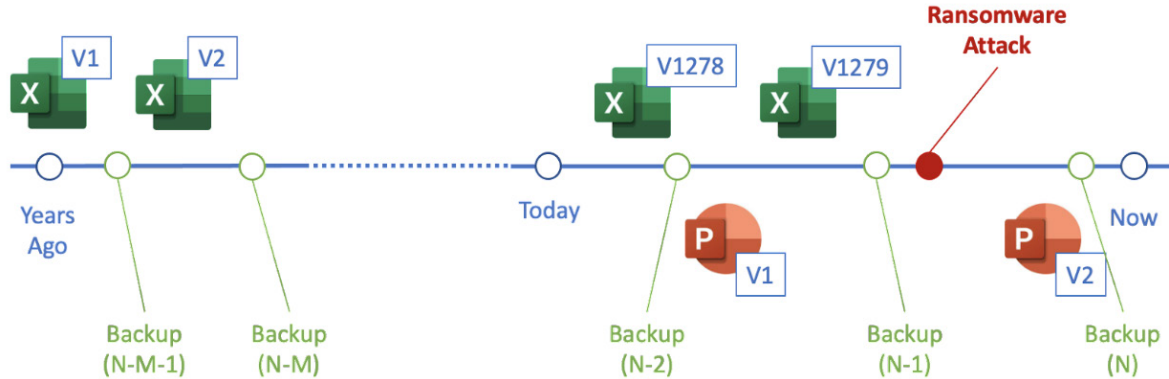 Ransomware
Attack
V1
V2
V1278
V1279
X
X
X
X
Years
Ago
Today
Now
P
V1
P
V2
Backup
(N-M-1)
Backup
(N-M)
Backup
(N-2)
Backup
(N-1)
Backup
(N)